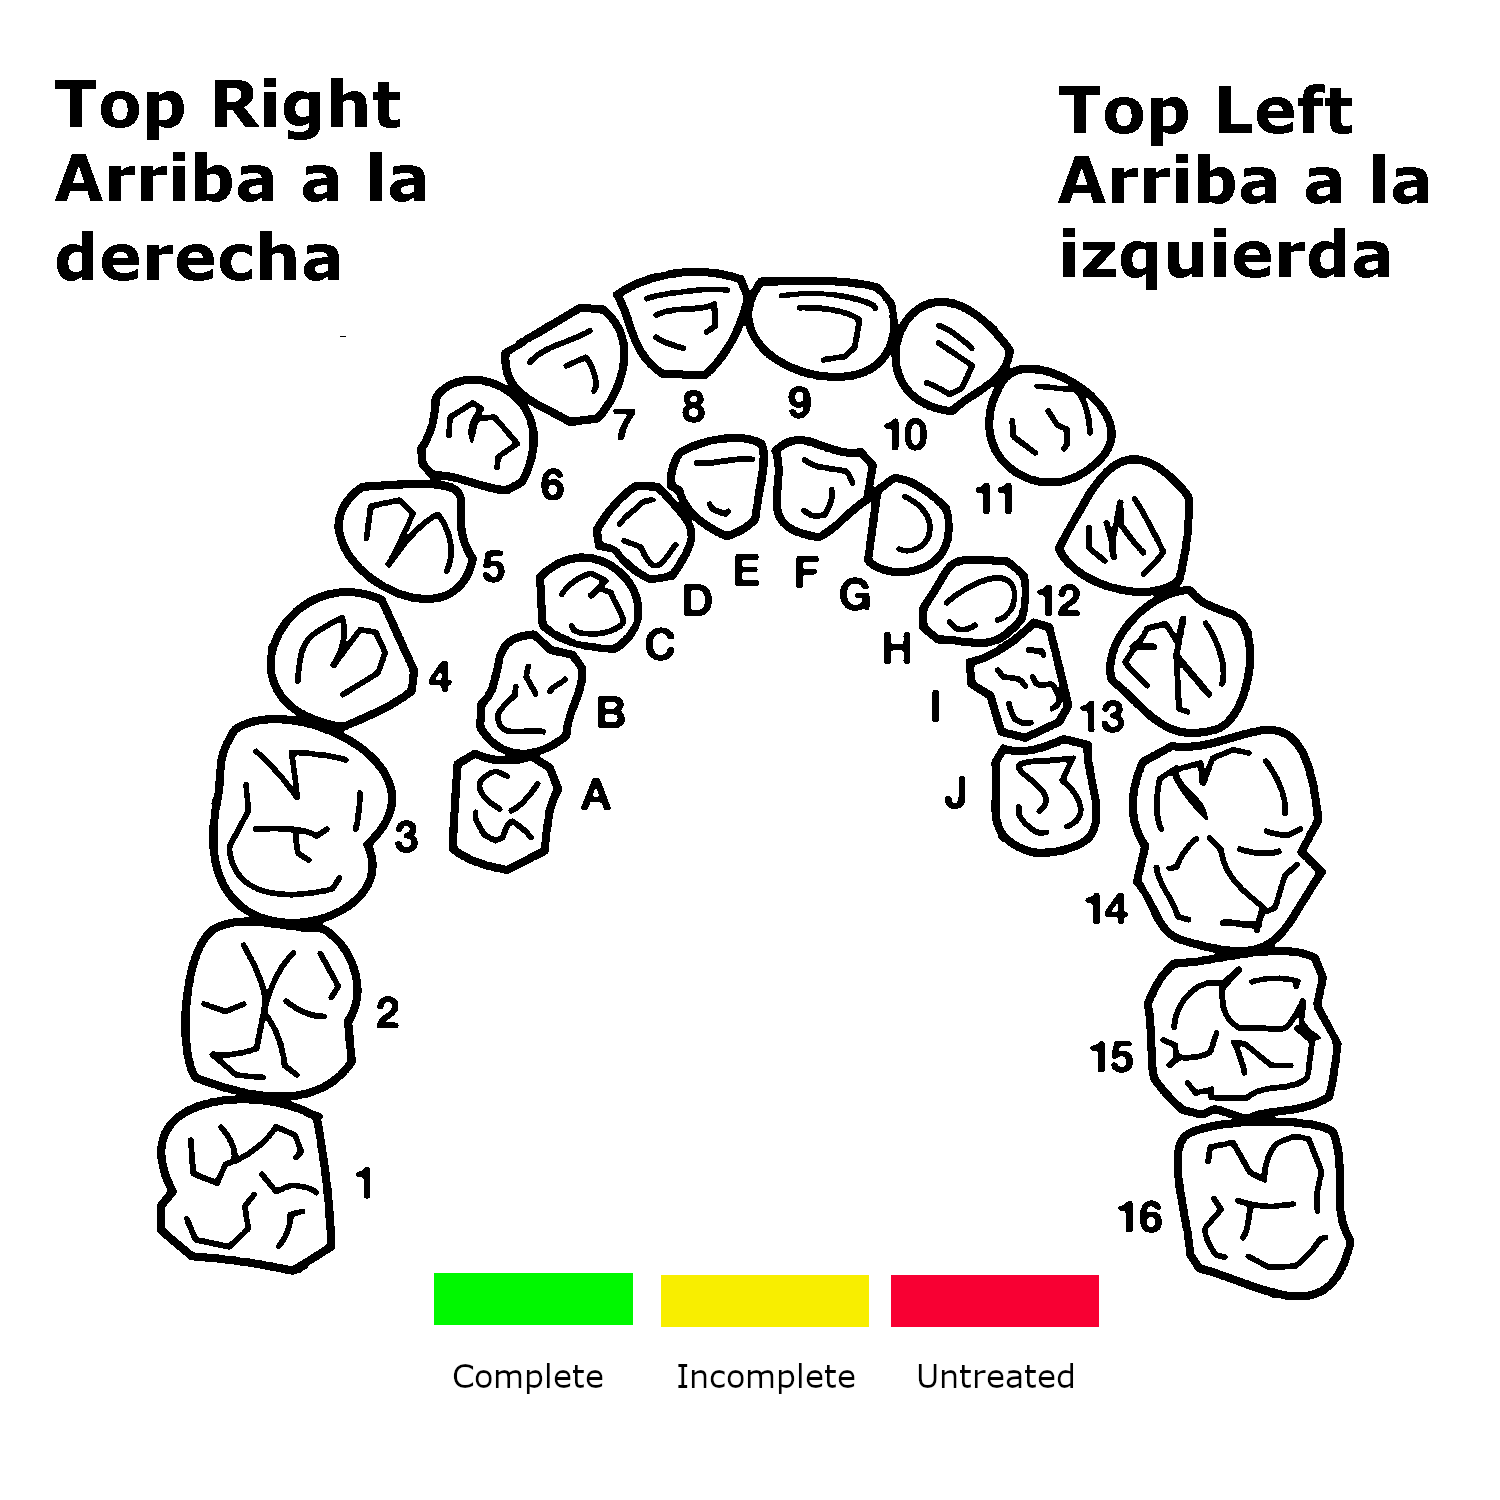 Top Right
Arriba a la
derecha
Top Left
Arriba a la
izquierda
8
9
7
10
6
11
5
E
F
D
G
12
C
H
4
B
I
13
A
J
3
14
2
15
1
16
Complete
Incomplete
Untreated